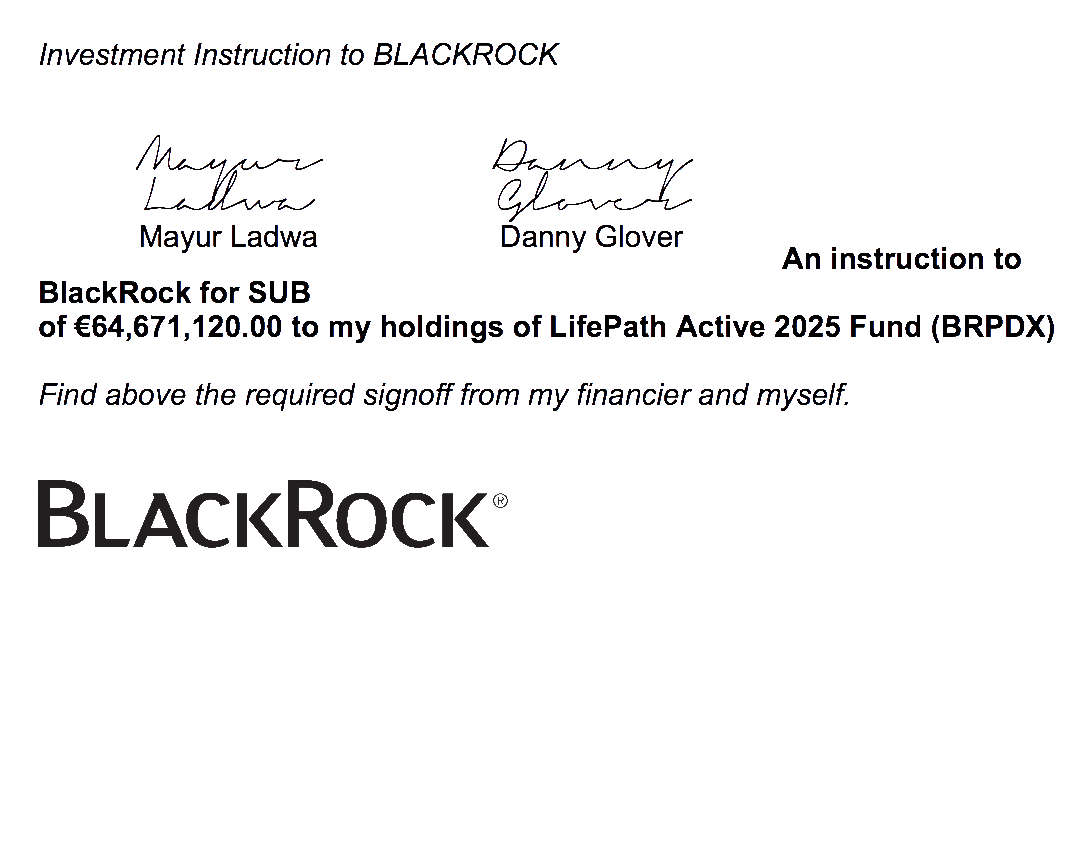 Investment Instruction to BLACKROCK
Mayur Danny
Ladwa Glover
Mayur Ladwa Danny Glover
An instruction to
BlackRock for SUB
of €64,671,120.00 to my holdings of LifePath Active 2025 Fund (BRPDX)
Find above the required signoff from my financier and myself.
BLACKROCK®